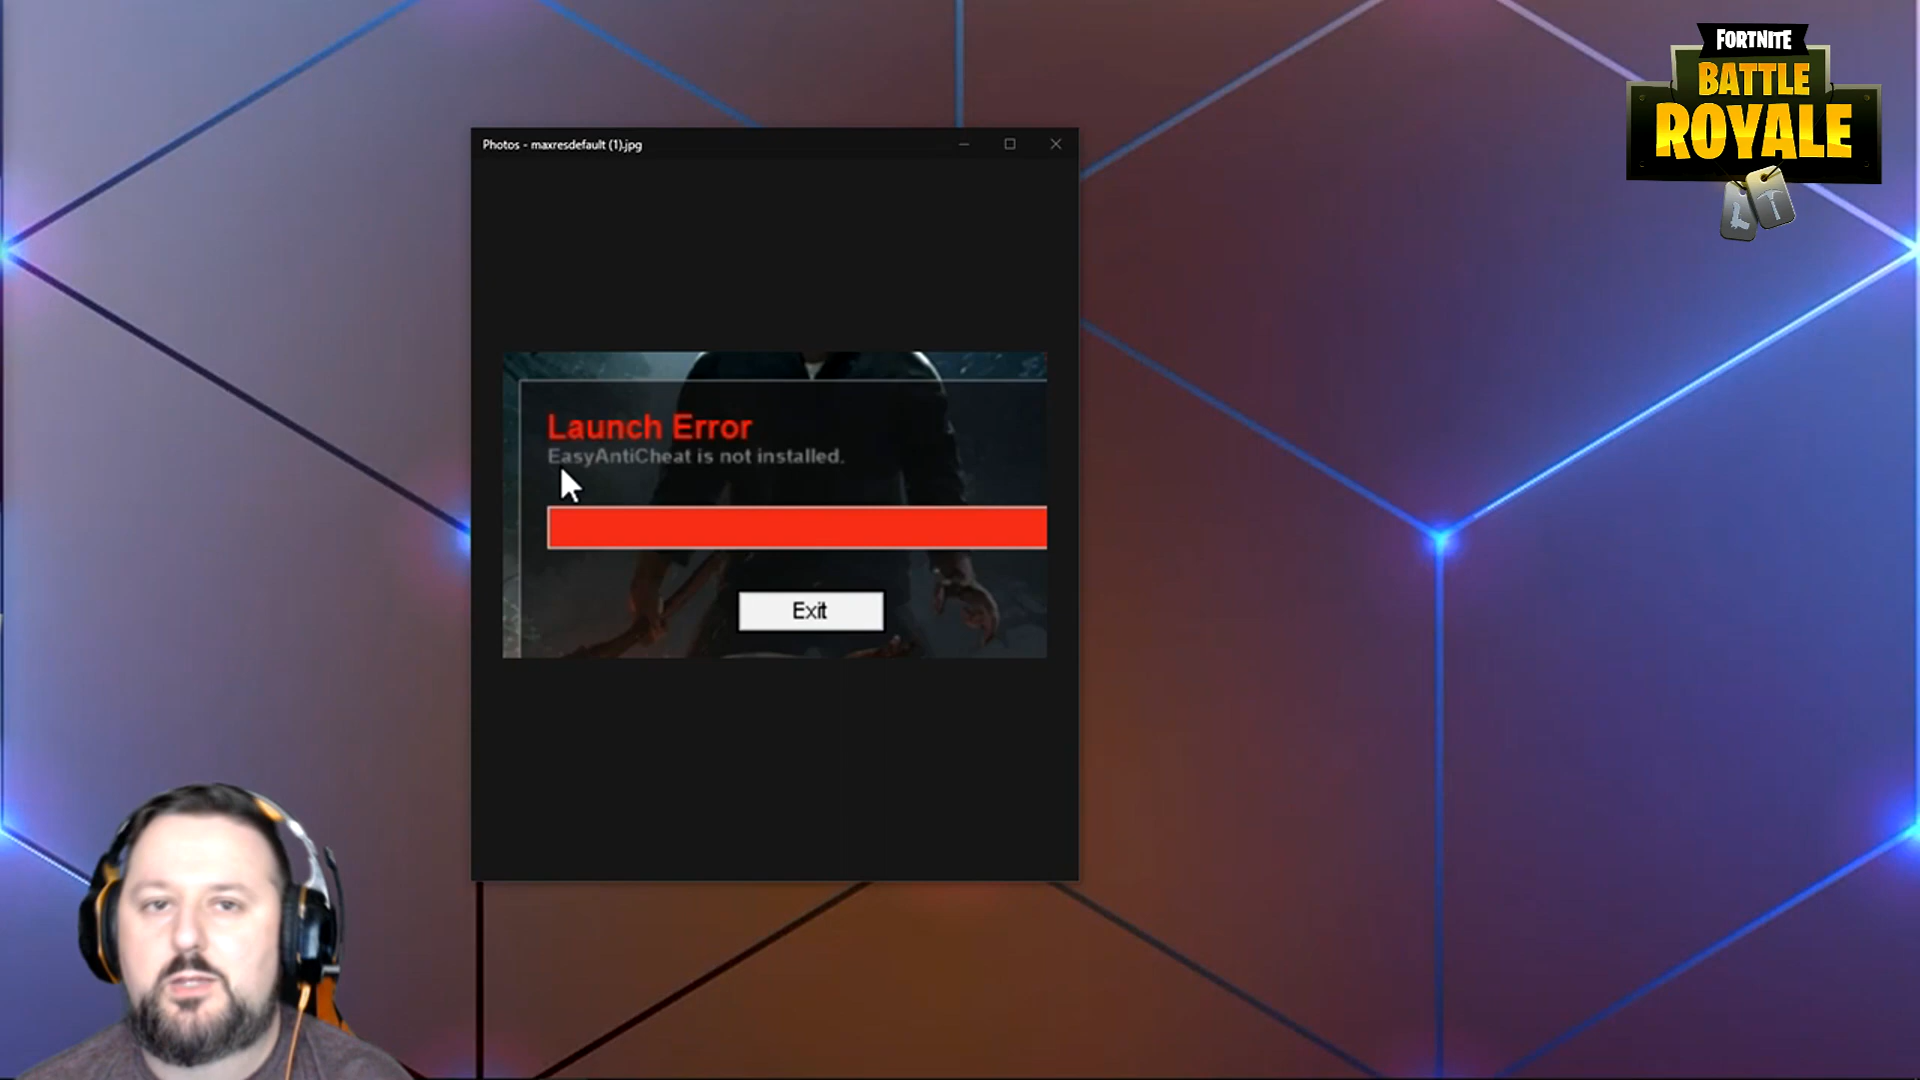 FORTNITE
BATTLE
ROYALE
Photos - maxresdefault (1).jpg
Launch Error
EasyAntiCheat is not installed.
Exit